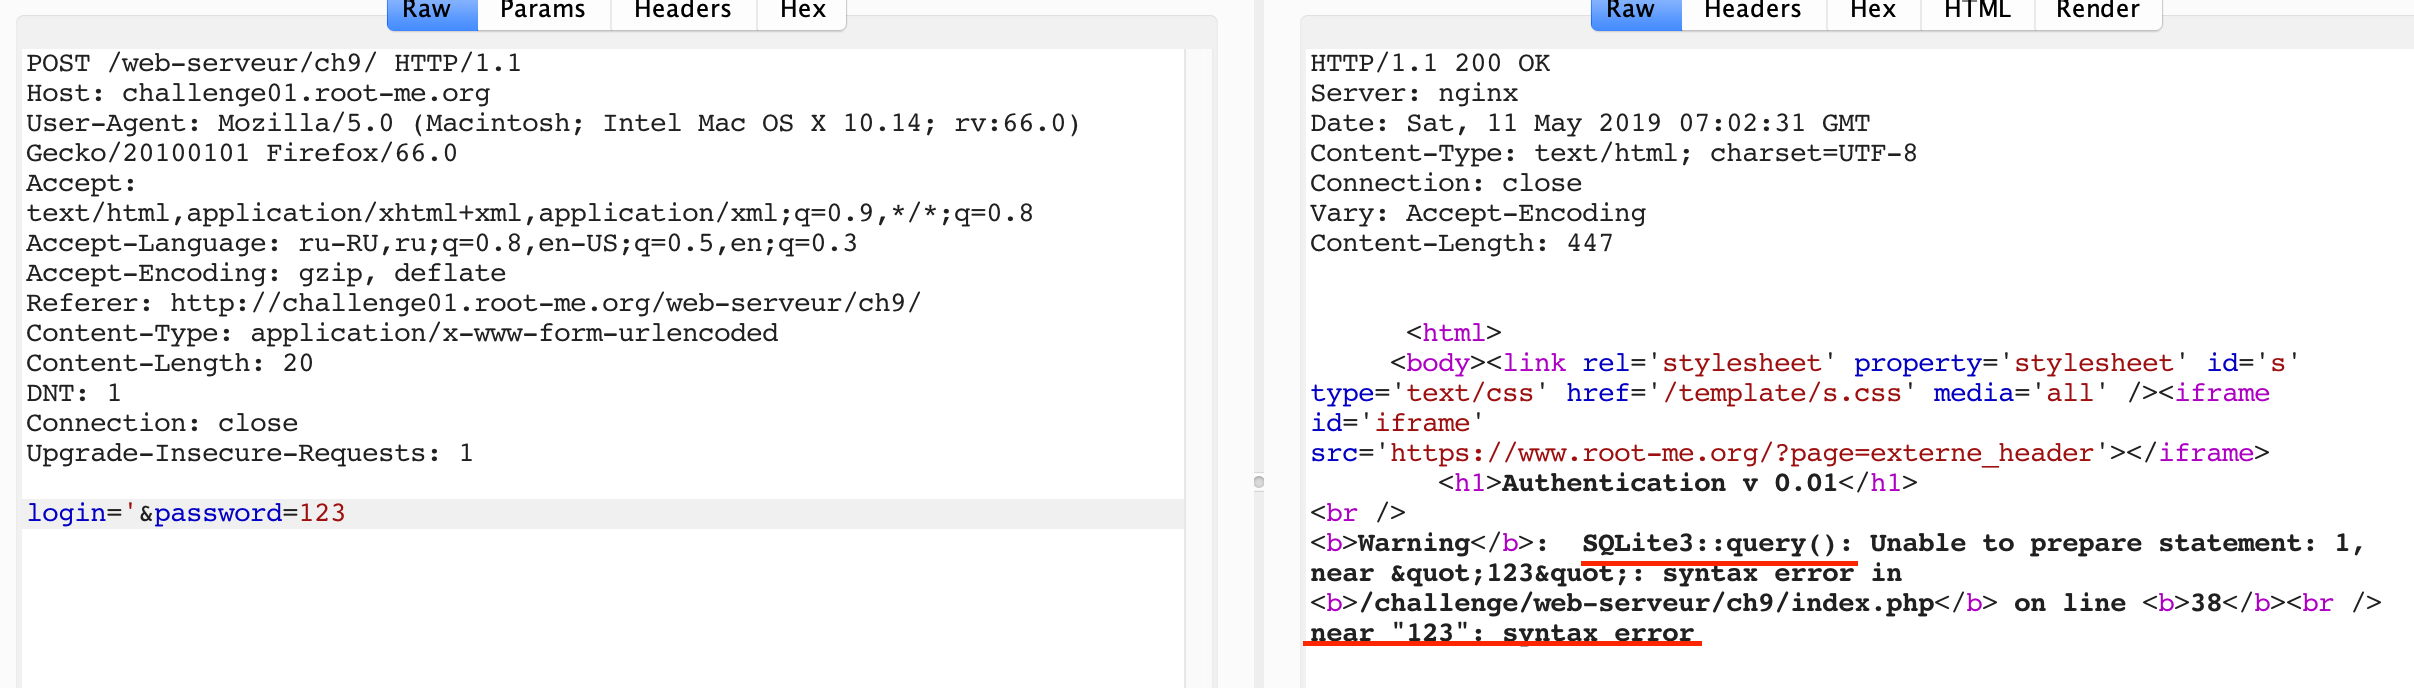 Raw Params Headers Hex
POST /web-serveur/ch9/ HTTP/1.1
Host: challenge01.root-me.org
User-Agent: Mozilla/5.0 (Macintosh; Intel Mac OS X 10.14; rv:66.0)
Gecko/20100101 Firefox/66.0
Accept:
text/html,application/xhtml+xml,application/xml;q=0.9,*/*;q=0.8
Accept-Language: ru-RU,ru;q=0.8,en-US;q=0.5,en;q=0.3
Accept-Encoding: gzip, deflate
Referer: http://challenge01.root-me.org/web-serveur/ch9/
Content-Type: application/x-www-form-urlencoded
Content-Length: 20
DNT: 1
Connection: close
Upgrade-Insecure-Requests: 1
login='&password=123
Raw Headers Hex HTML Render
HTTP/1.1 200 OK
Server: nginx
Date: Sat, 11 May 2019 07:02:31 GMT
Content-Type: text/html; charset=UTF-8
Connection: close
Vary: Accept-Encoding
Content-Length: 447
<html>
<body><link rel='stylesheet' property='stylesheet' id='s'
type='text/css' href='/template/s.css' media='all' /><iframe
id='iframe'
src='https://www.root-me.org/?page=externe_header'></iframe>
<h1>Authentication v 0.01</h1>
<br />
<b>Warning</b>:  SQLite3::query(): Unable to prepare statement: 1,
near &quot;123&quot;: syntax error in
<b>/challenge/web-serveur/ch9/index.php</b> on line <b>38</b><br />
near "123": syntax error